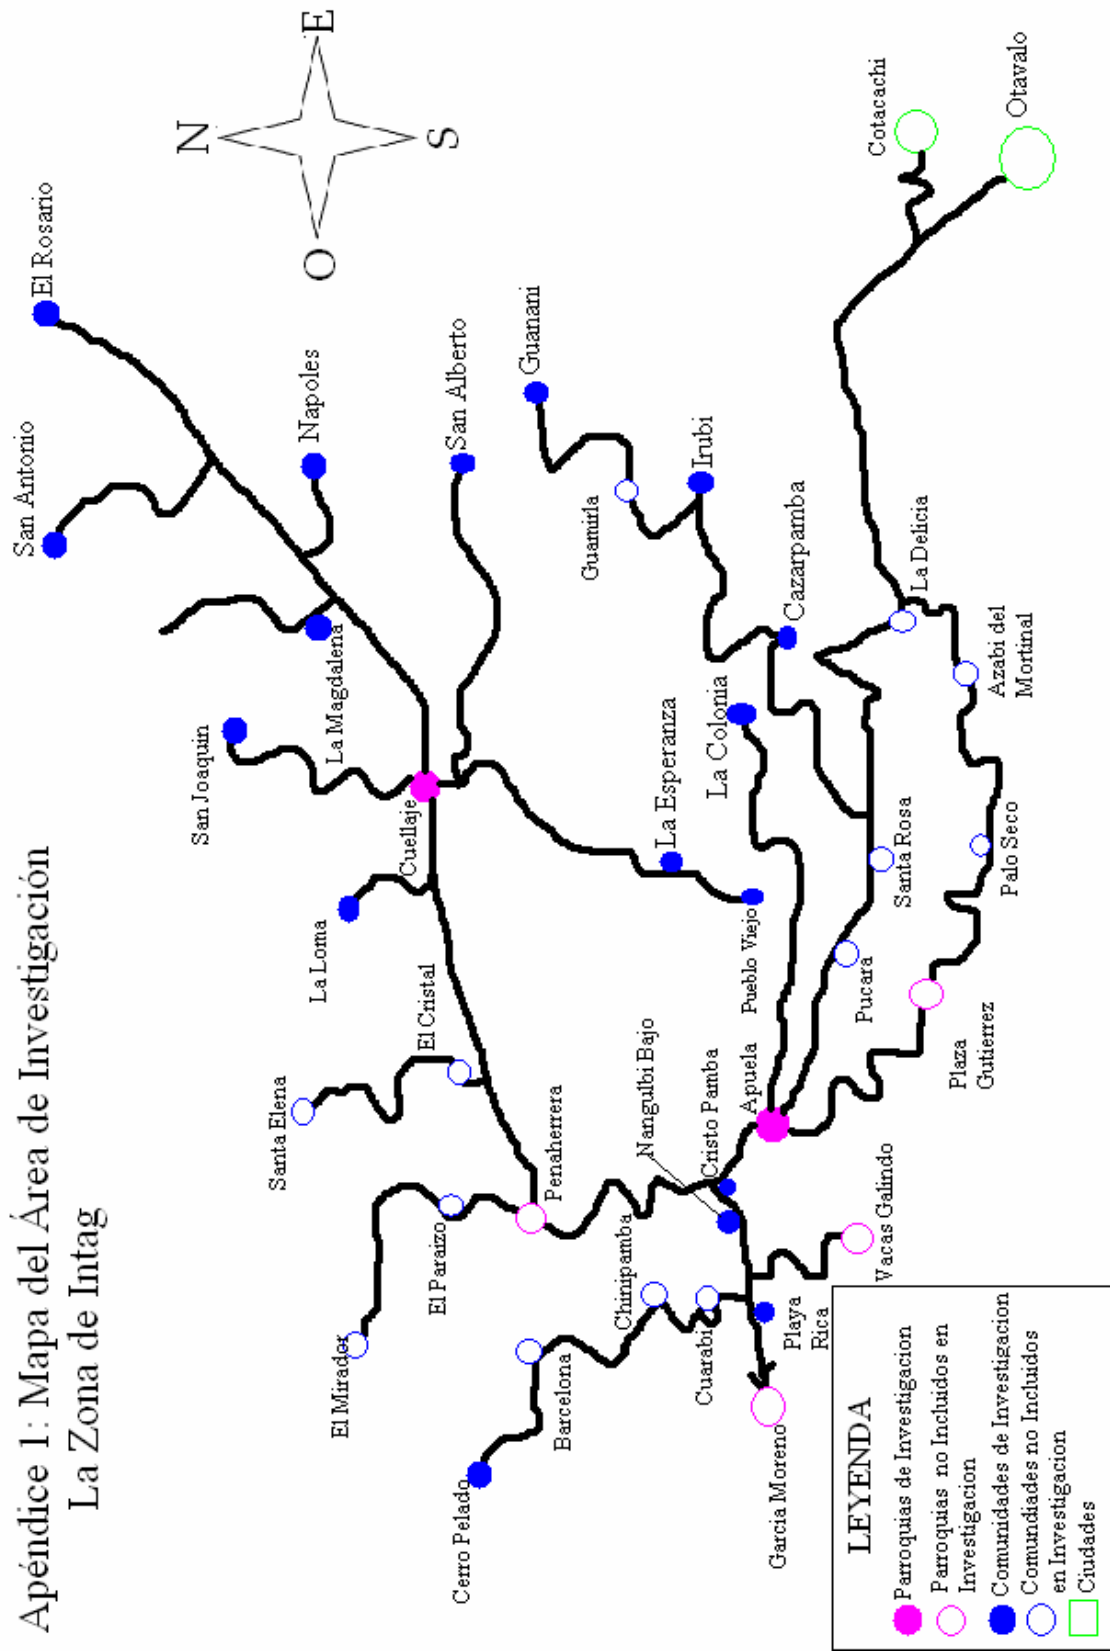 Apéndice 1: Mapa del Área de Investigación
La Zona de Intag
N
E
S
O
El Rosario
San Antonio
Napoles
San Alberto
La Magdalena
San Joaquin
Cuellaje
La Loma
El Cristal
Santa Elena
Penaherrera
El Paraizo
El Mirador
Guanani
Guamirla
Irubi
Cazarpamba
La Colonia
La Esperanza
Pueblo Viejo
Cotacachi
Otavalo
La Delicia
Azabi del
Mortinal
Palo Seco
Santa Rosa
Pucara
Plaza
Gutierrez
Apuela
Nangulbi Bajo
Cristo Pamba
Chinipamba
Cuarabi
Barcelona
Cerro Pelado
Vacas Galindo
Playa
Rica
Garcia Moreno
LEYENDA
Parroquias de Investigacion
Parroquias no Incluidos en
Investigacion
Comunidades de Investigacion
Comundiades no Incluidos
en Investigacion
Ciudades